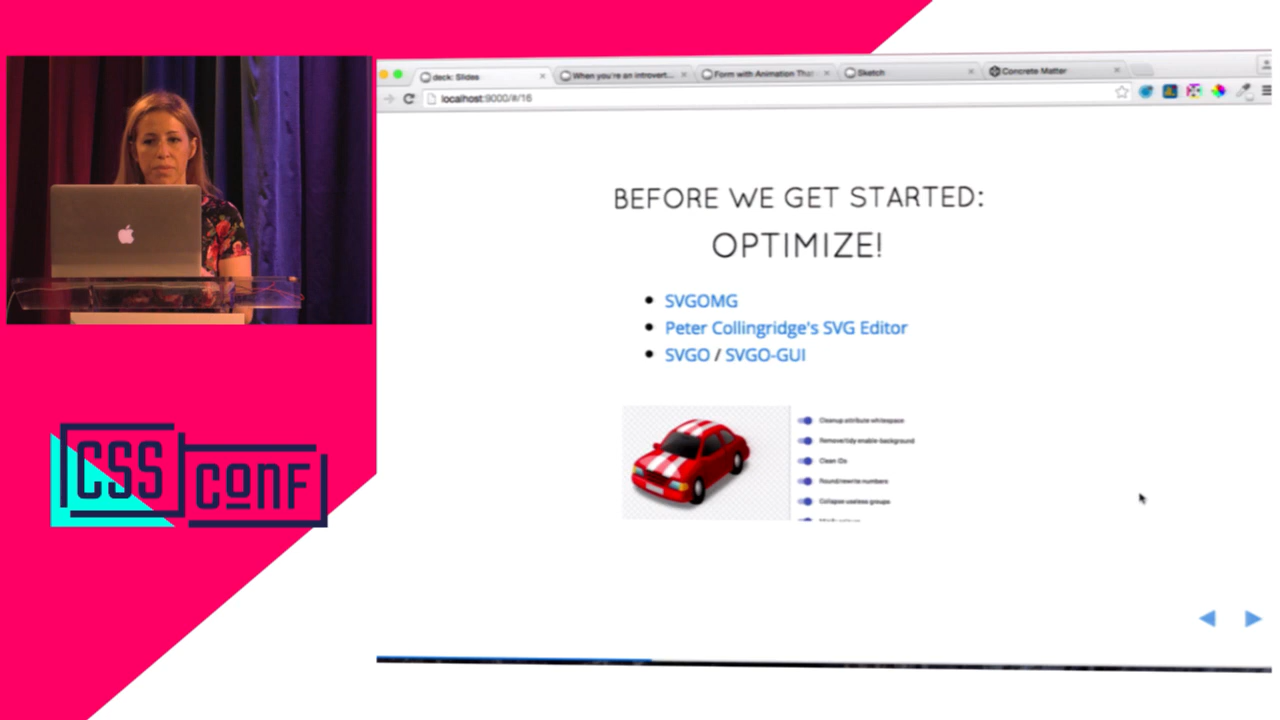 deck: Slides
When you're an introvert...
Form with Animation That
Sketch
Concrete Matter
localhost:9000/#/16
BEFORE WE GET STARTED:
OPTIMIZE!
SVGOMG
Peter Collingridge's SVG Editor
SVGO / SVGO-GUI
Cleanup attribute whitespace
Remove/tidy enable-background
Clean IDs
Round/rewrite numbers
Collapse useless groups
CSS
CONF